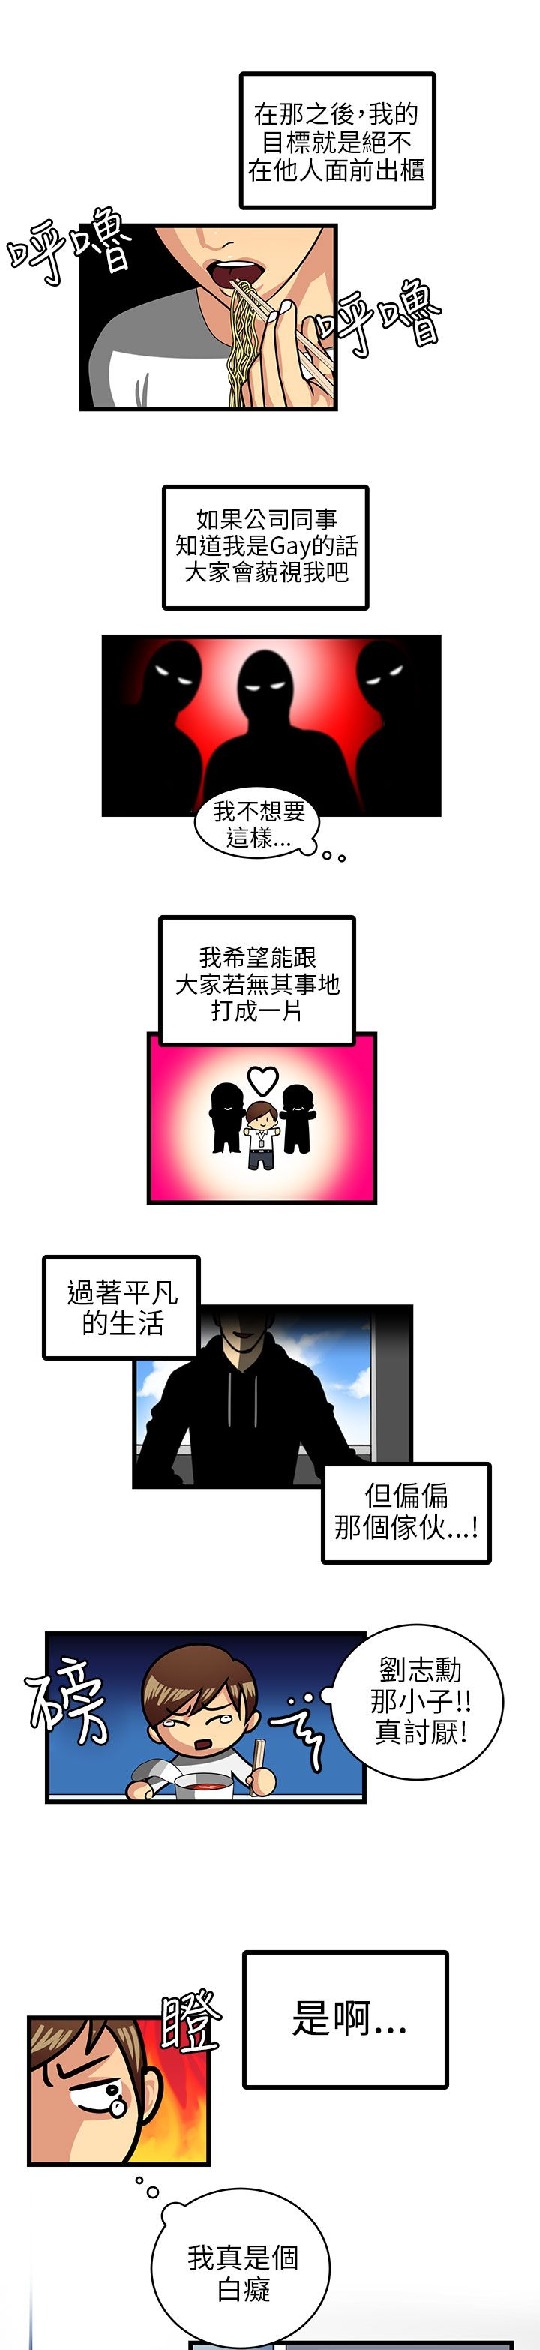 在那之後,我的
目標就是絕不
在他人面前出櫃
呼嚕
呼嚕
如果公司同事
知道我是Gay的話
大家會藐視我吧
我不想要
這樣...
我希望能跟
大家若無其事地
打成一片
過著平凡
的生活
但偏偏
那個傢伙...!
磅
劉志勳
那小子!!
真討厭!
是啊...
瞪
我真是個
白癡